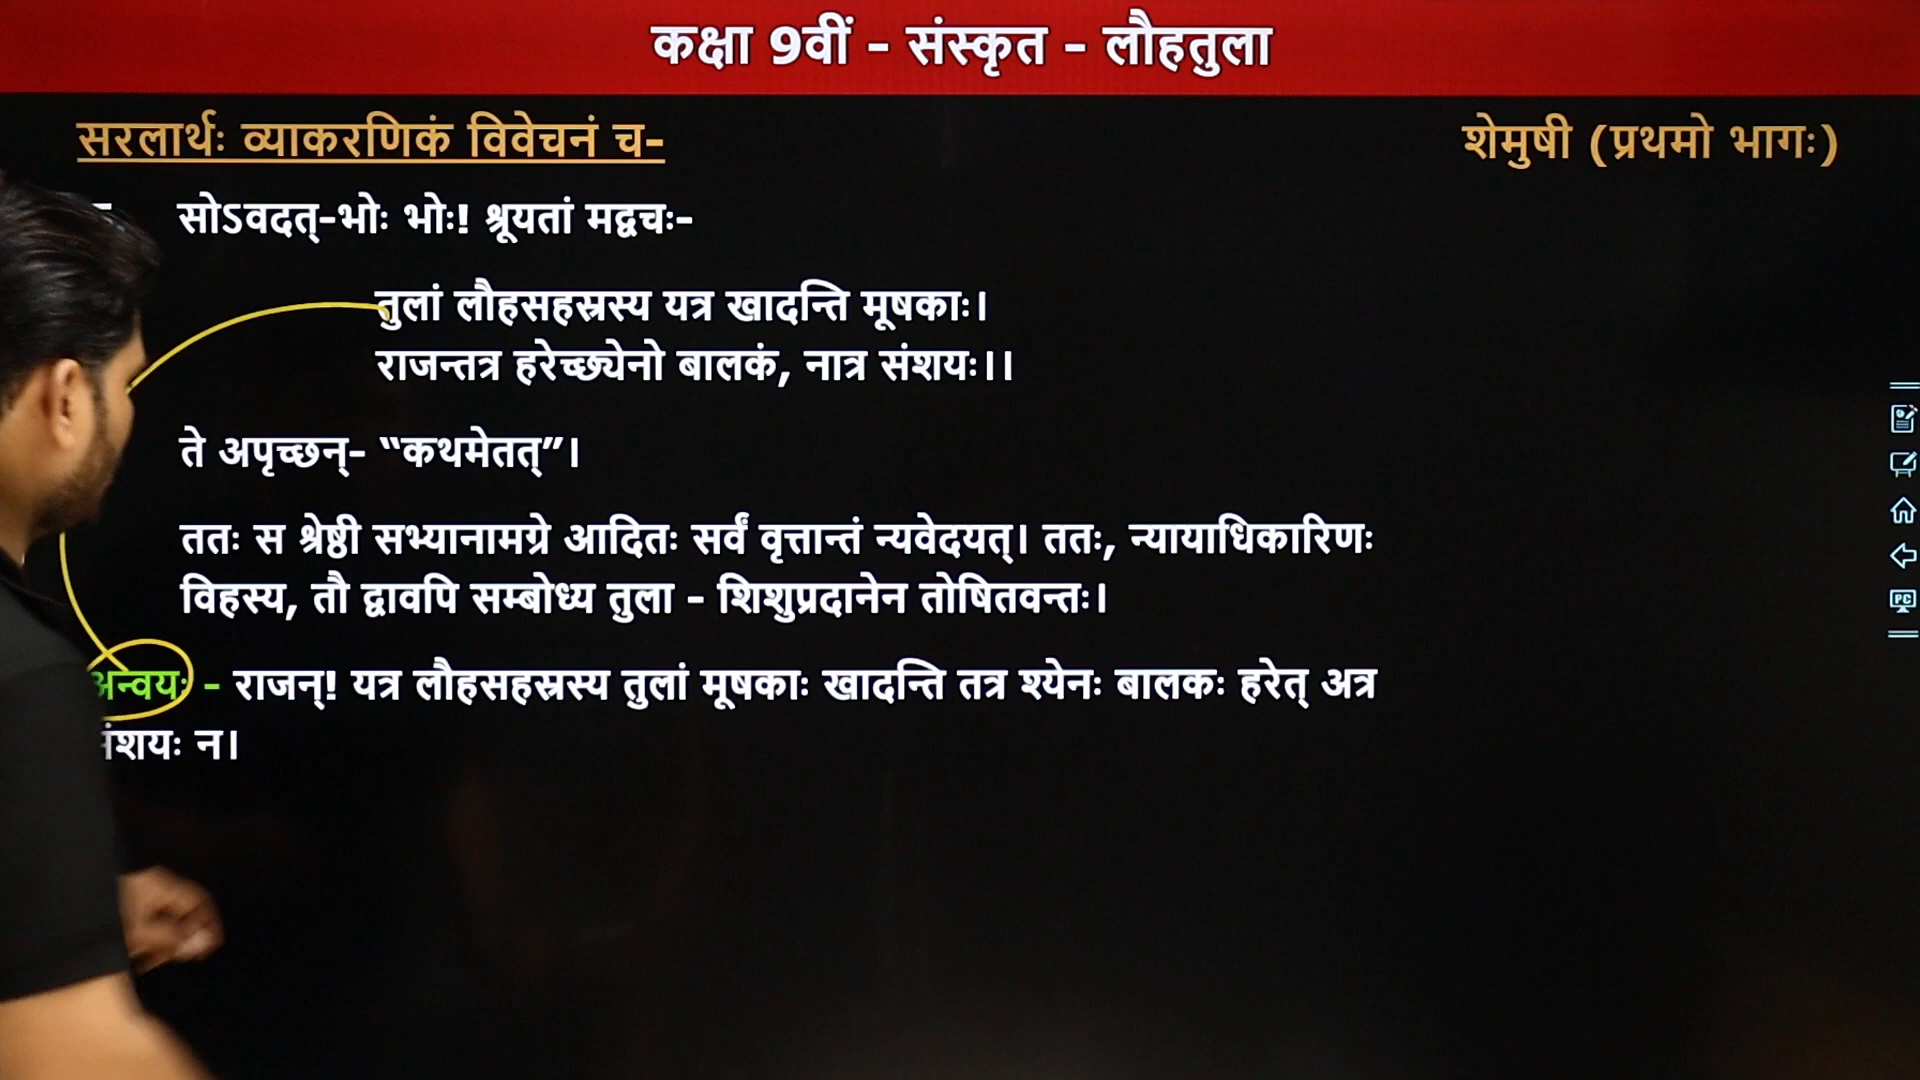 कक्षा 9वीं - संस्कृत - लौहतुला
सरलार्थः व्याकरणिकं विवेचनं च-
शेमुषी (प्रथमो भागः)
सोऽवदत्-भोः भोः! श्रूयतां मद्वचः-
तुलां लौहसहस्रस्य यत्र खादन्ति मूषकाः।
राजन्तत्र हरेच्छ्येनो बालकं, नात्र संशयः।।
ते अपृच्छन्- “कथमेतत्”।
ततः स श्रेष्ठी सभ्यानामग्रे आदितः सर्वं वृत्तान्तं न्यवेदयत्। ततः, न्यायाधिकारिणः
विहस्य, तौ द्वावपि सम्बोध्य तुला - शिशुप्रदानेन तोषितवन्तः।
अन्वयः - राजन्! यत्र लौहसहस्रस्य तुलां मूषकाः खादन्ति तत्र श्येनः बालकः हरेत् अत्र
संशयः न।
PC